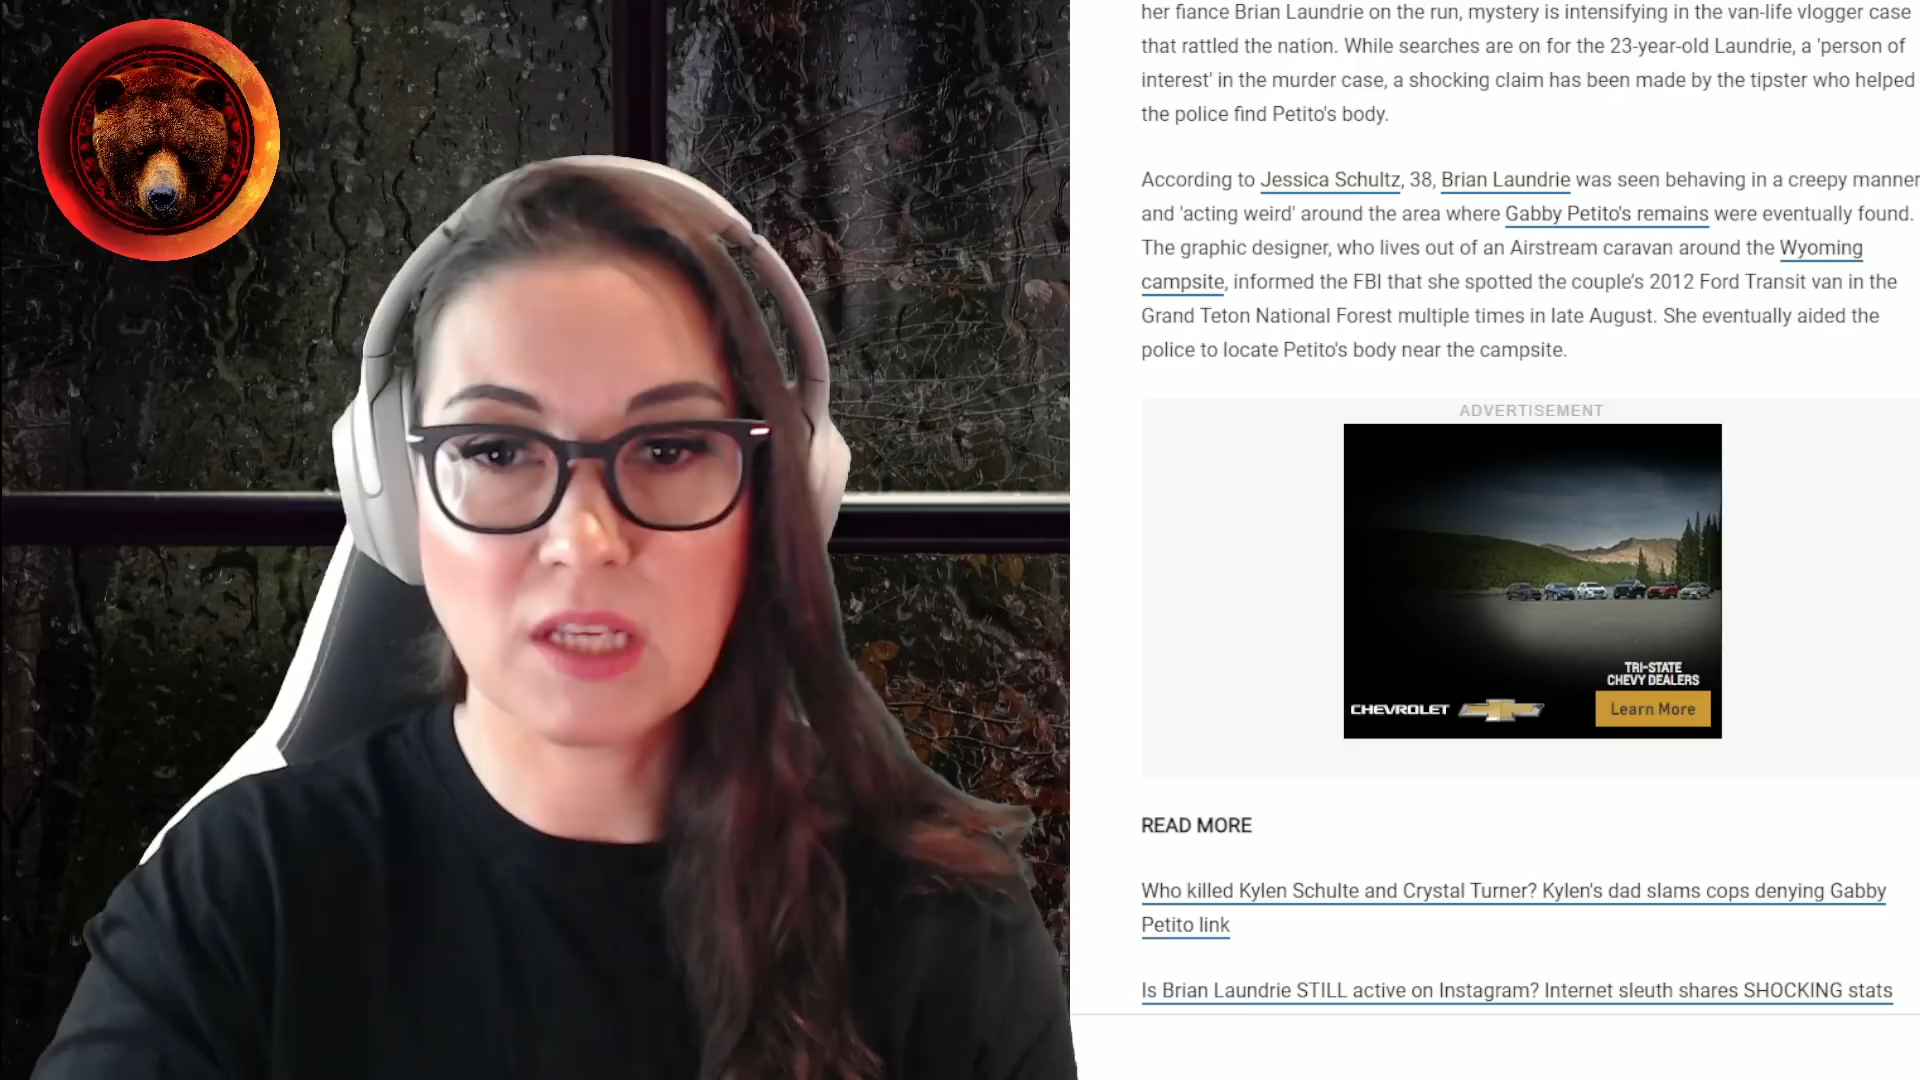 her fiance Brian Laundrie on the run, mystery is intensifying in the van-life vlogger case
that rattled the nation. While searches are on for the 23-year-old Laundrie, a 'person of
interest' in the murder case, a shocking claim has been made by the tipster who helped
the police find Petito's body.
According to Jessica Schultz, 38, Brian Laundrie was seen behaving in a creepy manner
and 'acting weird' around the area where Gabby Petito's remains were eventually found.
The graphic designer, who lives out of an Airstream caravan around the Wyoming
campsite, informed the FBI that she spotted the couple's 2012 Ford Transit van in the
Grand Teton National Forest multiple times in late August. She eventually aided the
police to locate Petito's body near the campsite.
ADVERTISEMENT
TRI-STATE
CHEVY DEALERS
CHEVROLET
Learn More
READ MORE
Who killed Kylen Schulte and Crystal Turner? Kylen's dad slams cops denying Gabby
Petito link
Is Brian Laundrie STILL active on Instagram? Internet sleuth shares SHOCKING stats